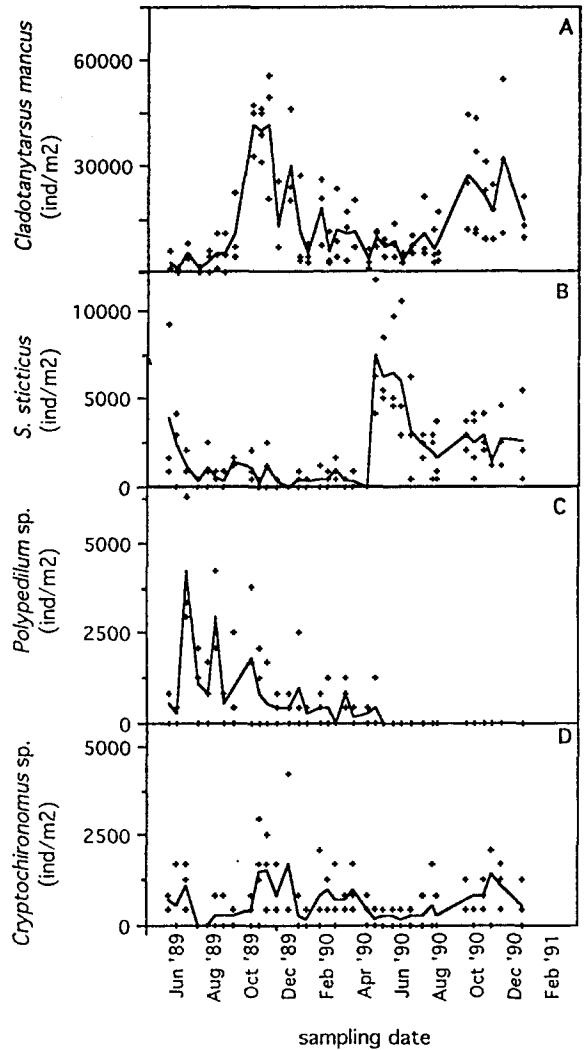 A
Cladotanytarsus mancus
(ind/m2)
60000
30000
B
S. sticticus
(ind/m2)
10000
5000
0
C
Polypedilum sp.
(ind/m2)
5000
2500
0
D
Cryptochironomus sp.
(ind/m2)
5000
2500
0
Jun '89
Aug '89
Oct '89
Dec '89
Feb '90
Apr '90
Jun '90
Aug '90
Oct '90
Dec '90
Feb '91
sampling date